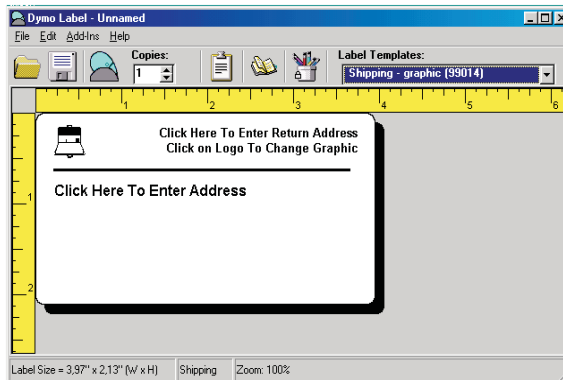 Dymo Label - Unnamed
File Edit Add-Ins Help
Copies:
1
Label Templates:
Shipping - graphic (99014)
1 2 3 4 5 6
1
2
Click Here To Enter Return Address
Click on Logo To Change Graphic
Click Here To Enter Address
Label Size = 3,97" x 2,13" (W x H) Shipping Zoom: 100%